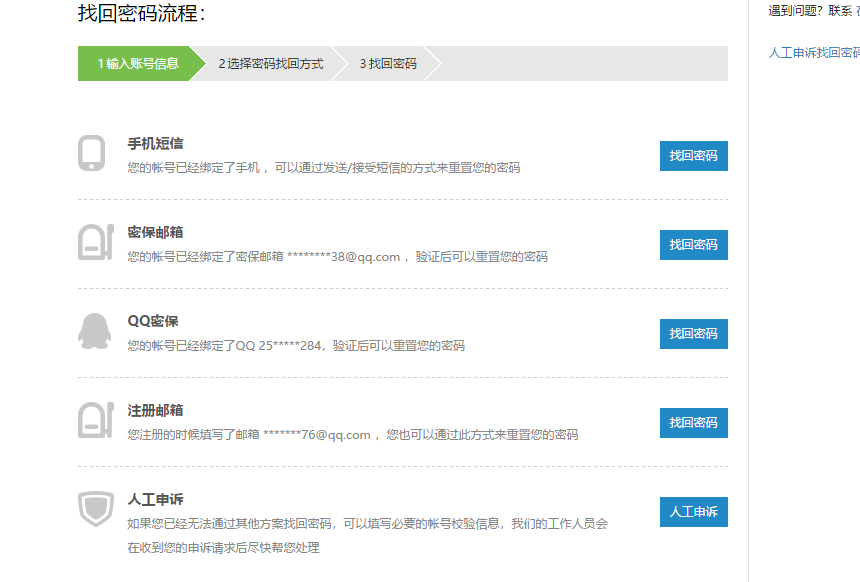 找回密码流程：
1 输入账号信息 2 选择密码找回方式 3 找回密码
手机短信
您的帐号已经绑定了手机 ，可以通过发送/接受短信的方式来重置您的密码
找回密码
密保邮箱
您的帐号已经绑定了密保邮箱 ********38@qq.com ，验证后可以重置您的密码
找回密码
QQ密保
您的帐号已经绑定了QQ 25*****284，验证后可以重置您的密码
找回密码
注册邮箱
您注册的时候填写了邮箱 *******76@qq.com ，您也可以通过此方式来重置您的密码
找回密码
人工申诉
如果您已经无法通过其他方案找回密码，可以填写必要的帐号校验信息，我们的工作人员会
在收到您的申诉请求后尽快帮您处理
人工申诉
遇到问题？联系
人工申诉找回密码